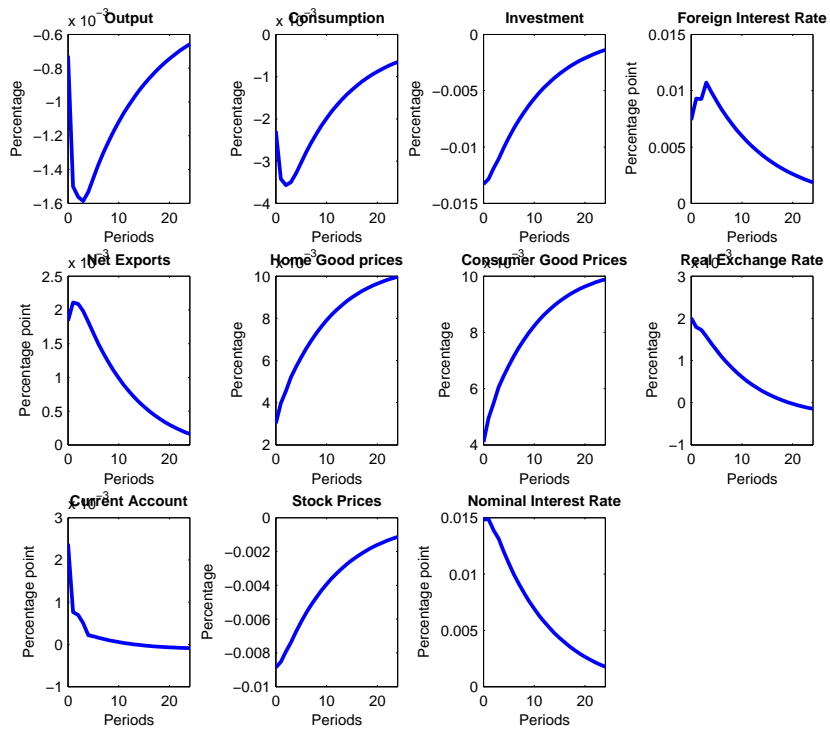 Output
x 10−3
−0.6
−0.8
−1
−1.2
−1.4
−1.6
Percentage
0 10 20
Periods
Consumption
x 10−3
0
−1
−2
−3
−4
Percentage
0 10 20
Periods
Investment
0
−0.005
−0.01
−0.015
Percentage
0 10 20
Periods
Foreign Interest Rate
0.015
0.01
0.005
0
Percentage point
0 10 20
Periods
Net Exports
x 10−3
2.5
2
1.5
1
0.5
0
Percentage point
0 10 20
Periods
Home Good prices
x 10−3
10
8
6
4
2
Percentage
0 10 20
Periods
Consumer Good Prices
x 10−3
10
8
6
4
Percentage
0 10 20
Periods
Real Exchange Rate
x 10−3
3
2
1
0
−1
Percentage
0 10 20
Periods
Current Account
x 10−3
3
2
1
0
−1
Percentage point
0 10 20
Periods
Stock Prices
0
−0.002
−0.004
−0.006
−0.008
−0.01
Percentage
0 10 20
Periods
Nominal Interest Rate
0.015
0.01
0.005
0
Percentage point
0 10 20
Periods